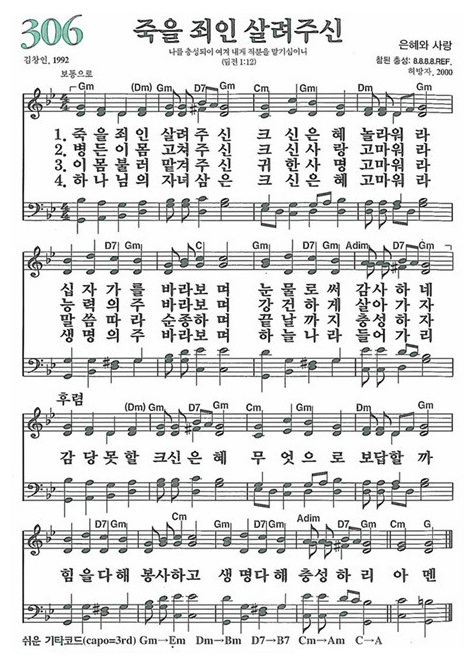 306
죽을 죄인 살려주신
나를 충성되이 여겨 내게 직분을 맡기심이니
(딤전 1:12)
은혜와 사랑
김창인, 1992
참된 충성: 8.8.8.8.REF.
허방자, 2000
보통으로
Gm (Dm) Gm D7 Gm Cm Gm Cm D7 Gm
1. 죽을 죄인 살려주신 크신은혜 놀라워라
2. 병든이몸 고쳐주신 크신사랑 고마워라
3. 이몸불러 맡겨주신 귀한사명 고마워라
4. 하나님의 자녀삼은 크신은혜 고마워라
D7 Gm C Gm D7 Gm Adim D7 Gm
십자가를 바라보며 눈물로써 감사하네
능력의주 바라보며 강건하게 살아가자
말씀따라 순종하며 끝날까지 충성하자
생명의주 바라보며 하늘나라 들어가리
후렴
(Dm) Gm D7 Gm Cm Gm (Dm) Gm
감당못할 크신은혜 무엇으로 보답할까
D7 Gm Cm D7 Gm Adim D7 Gm Cm G
힘을다해 봉사하고 생명다해 충성하리 아멘
쉬운 기타코드(capo=3rd) Gm→Em Dm→Bm D7→B7 Cm→Am C→A